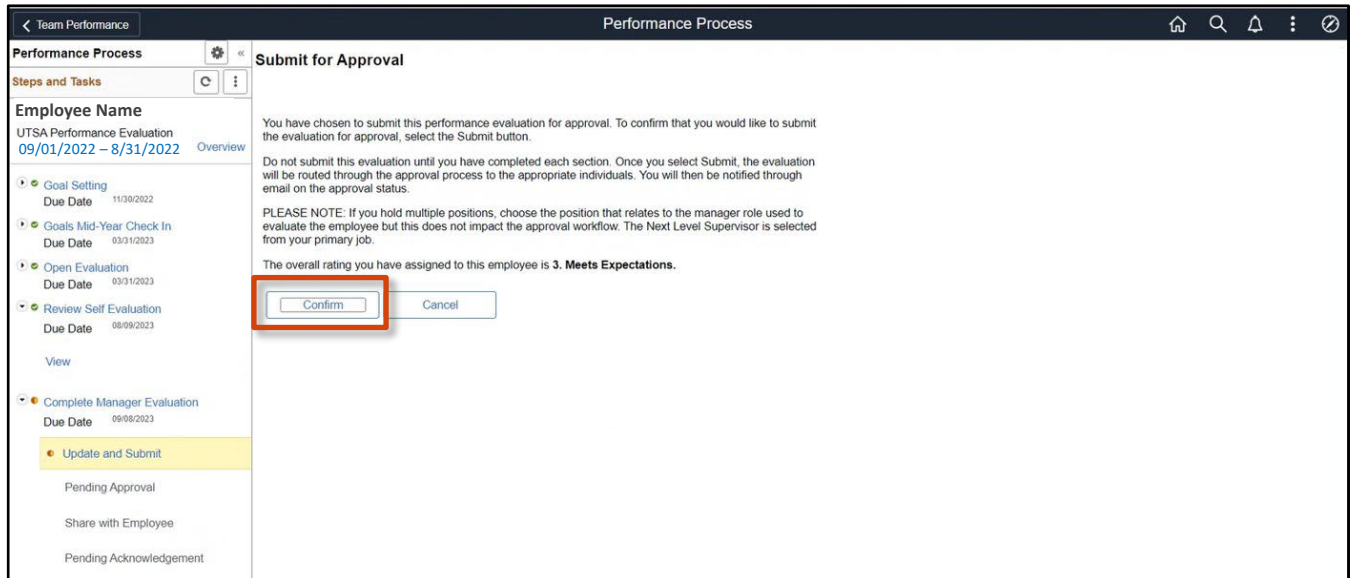 Team Performance
Performance Process
Performance Process
Steps and Tasks
Employee Name
UTSA Performance Evaluation
09/01/2022 – 8/31/2022 Overview
Goal Setting
Due Date 11/30/2022
Goals Mid-Year Check In
Due Date 03/31/2023
Open Evaluation
Due Date 03/31/2023
Review Self Evaluation
Due Date 08/09/2023
View
Complete Manager Evaluation
Due Date 09/08/2023
Update and Submit
Pending Approval
Share with Employee
Pending Acknowledgement
Submit for Approval
You have chosen to submit this performance evaluation for approval. To confirm that you would like to submit
the evaluation for approval, select the Submit button.
Do not submit this evaluation until you have completed each section. Once you select Submit, the evaluation
will be routed through the approval process to the appropriate individuals. You will then be notified through
email on the approval status.
PLEASE NOTE: If you hold multiple positions, choose the position that relates to the manager role used to
evaluate the employee but this does not impact the approval workflow. The Next Level Supervisor is selected
from your primary job.
The overall rating you have assigned to this employee is 3. Meets Expectations.
Confirm Cancel